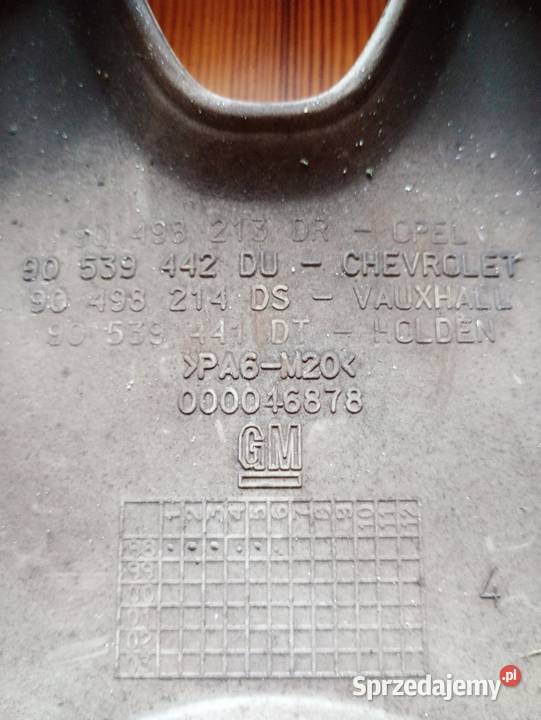 90 498 213 DR - OPEL
90 539 442 DU - CHEVROLET
90 498 214 DS - VAUXHALL
90 539 441 DT - HOLDEN
>PA6-M20<
000046878
GM
1 2 3 4 5 6 7 8 9 10 11 12
98
99
4
Sprzedajemy.pl